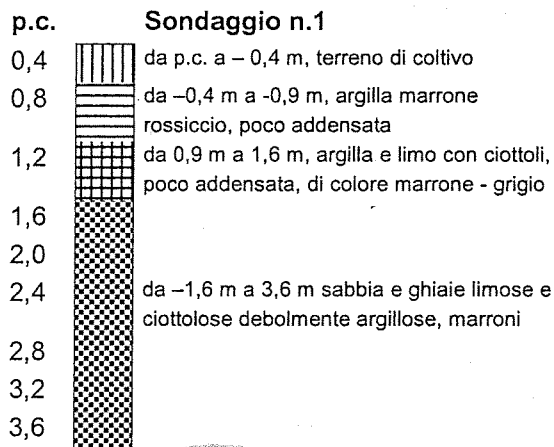 p.c. Sondaggio n.1
0,4 da p.c. a – 0,4 m, terreno di coltivo
0,8 da –0,4 m a -0,9 m, argilla marrone
rossiccio, poco addensata
1,2 da 0,9 m a 1,6 m, argilla e limo con ciottoli,
poco addensata, di colore marrone - grigio
1,6
2,0
2,4 da –1,6 m a 3,6 m sabbia e ghiaie limose e
ciottolose debolmente argillose, marroni
2,8
3,2
3,6